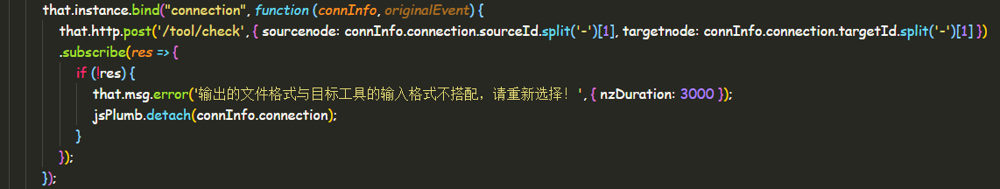 that.instance.bind("connection", function (connInfo, originalEvent) {
that.http.post('/tool/check', { sourcenode: connInfo.connection.sourceId.split('-')[1], targetnode: connInfo.connection.targetId.split('-')[1] })
.subscribe(res => {
if (!res) {
that.msg.error('输出的文件格式与目标工具的输入格式不搭配，请重新选择！', { nzDuration: 3000 });
jsPlumb.detach(connInfo.connection);
}
});
});